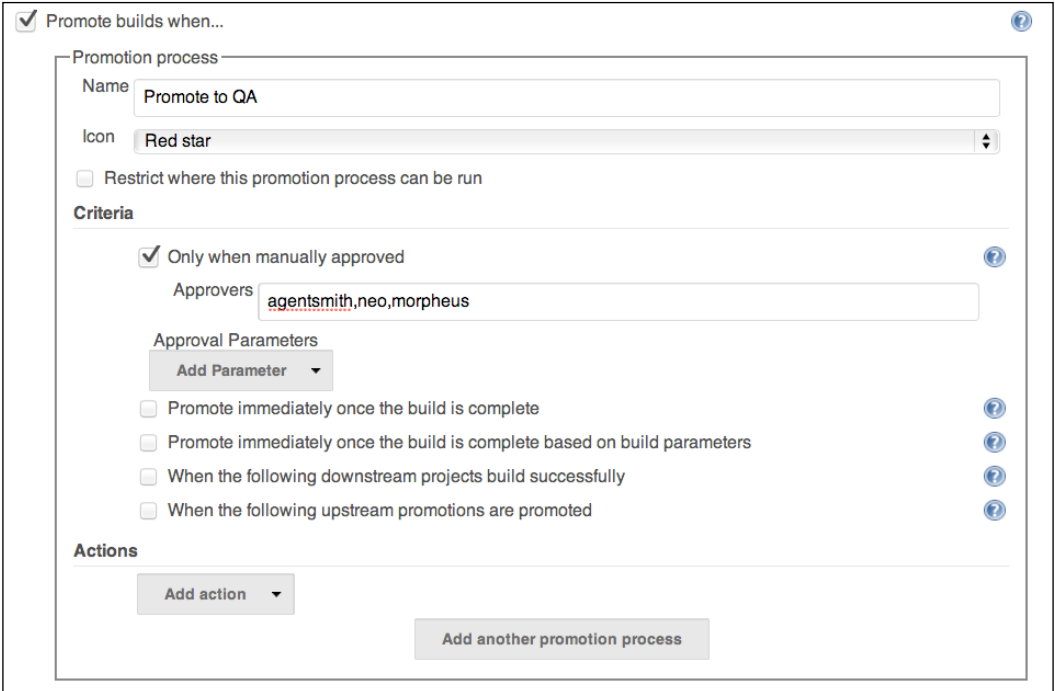 Promote builds when...
Promotion process
Name Promote to QA
Icon Red star
Restrict where this promotion process can be run
Criteria
Only when manually approved
Approvers agentsmith,neo,morpheus
Approval Parameters
Add Parameter
Promote immediately once the build is complete
Promote immediately once the build is complete based on build parameters
When the following downstream projects build successfully
When the following upstream promotions are promoted
Actions
Add action
Add another promotion process